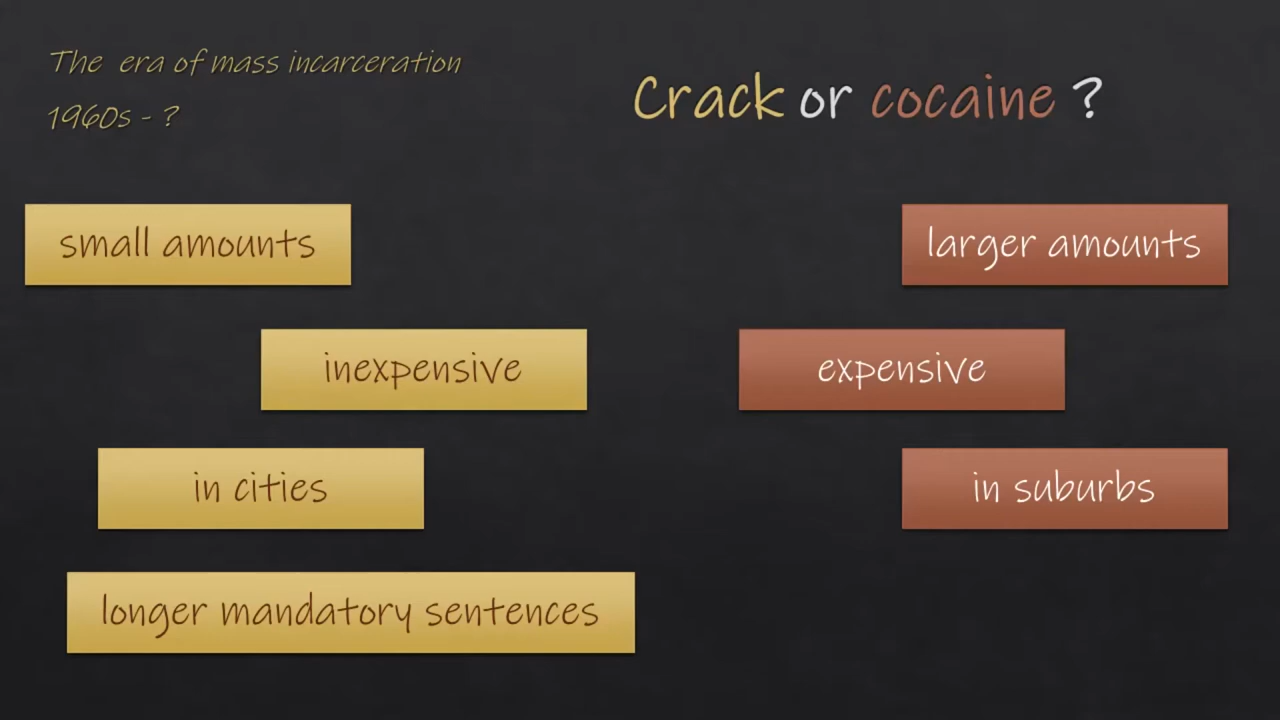 The era of mass incarceration
1960s - ?
Crack or cocaine ?
small amounts
larger amounts
inexpensive
expensive
in cities
in suburbs
longer mandatory sentences